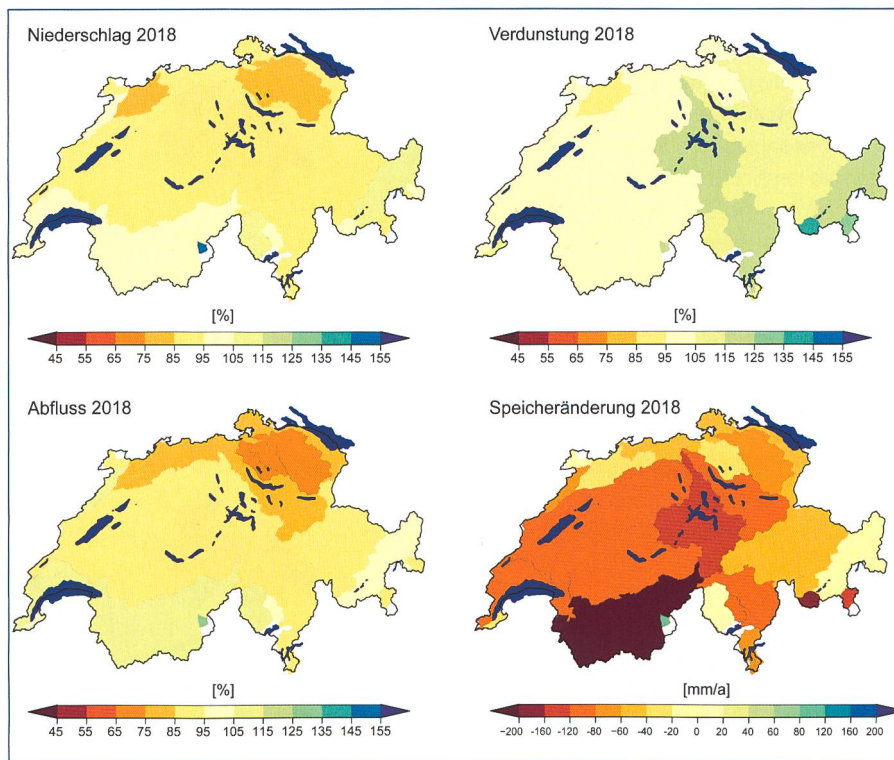 Niederschlag 2018
Verdunstung 2018
[%]
45 55 65 75 85 95 105 115 125 135 145 155
[%]
45 55 65 75 85 95 105 115 125 135 145 155
Abfluss 2018
Speicheränderung 2018
[%]
45 55 65 75 85 95 105 115 125 135 145 155
[mm/a]
-200 -160 -120 -80 -60 -40 -20 0 20 40 60 80 120 160 200